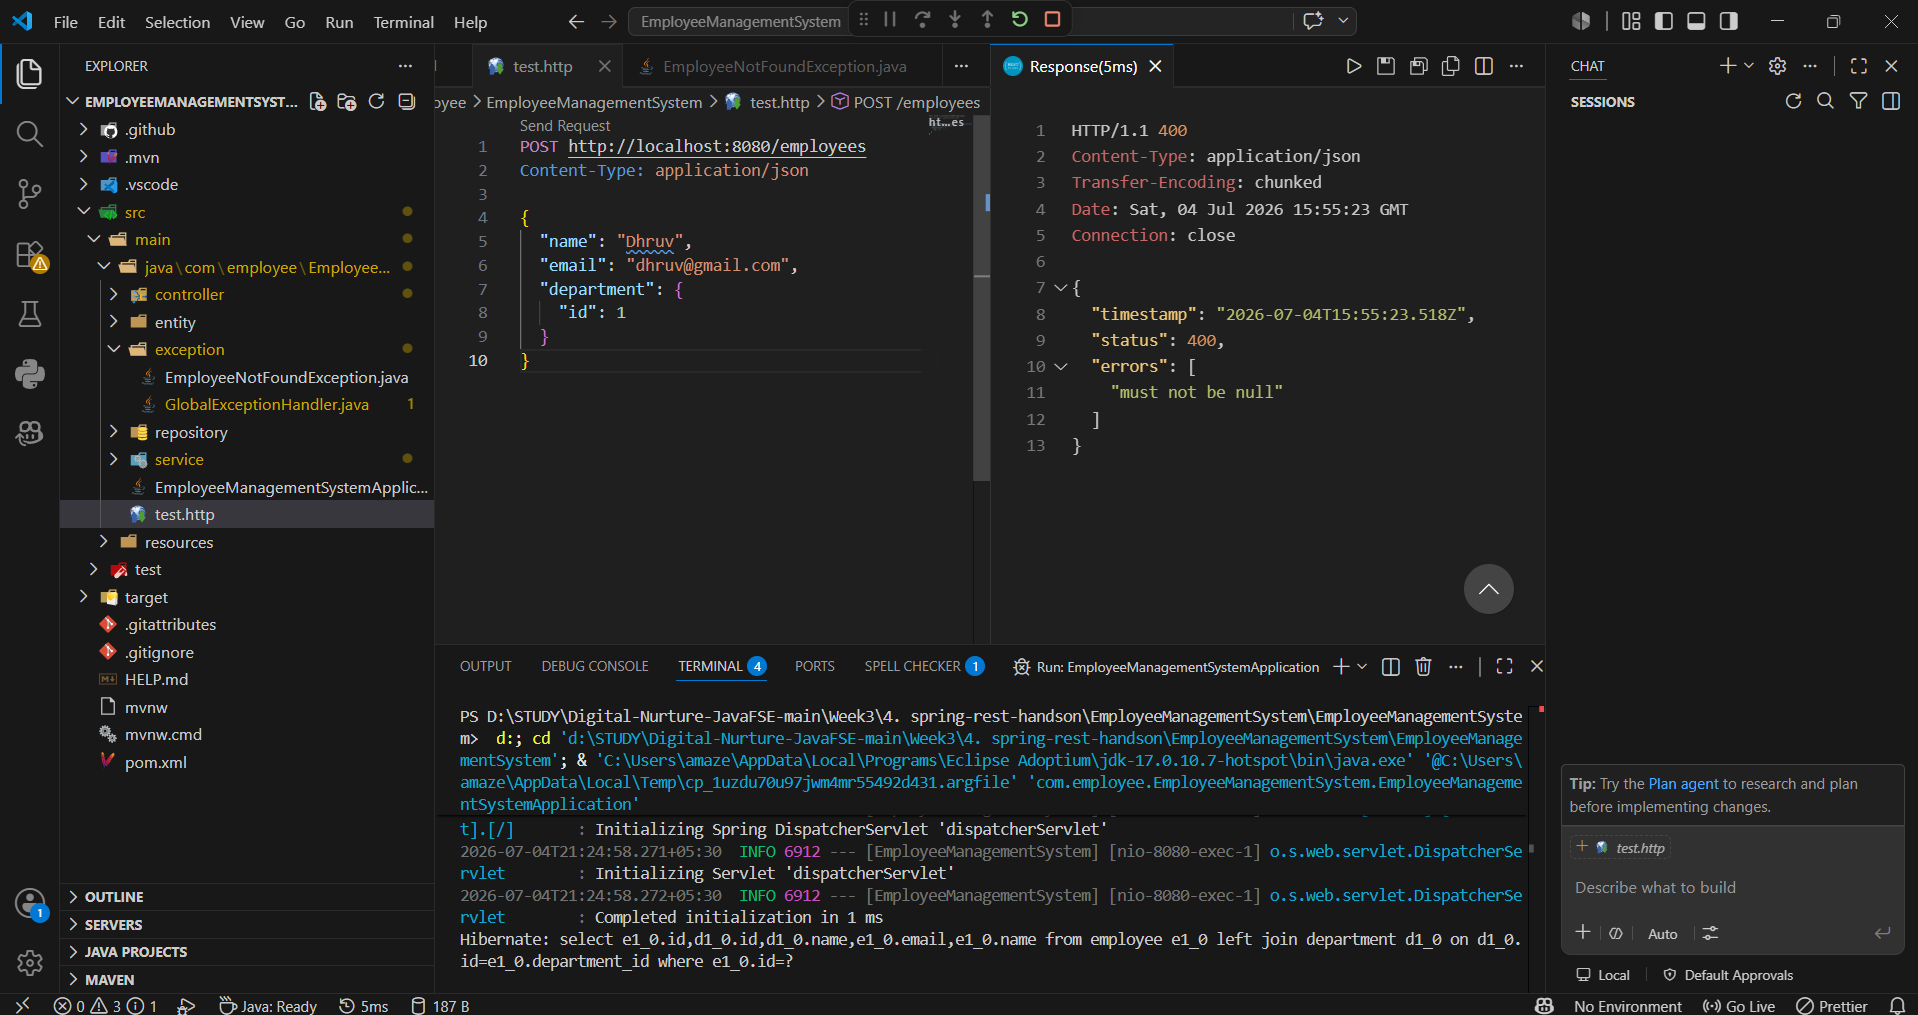 File Edit Selection View Go Run Terminal Help
EmployeeManagementSystem
EXPLORER
EMPLOYEEMANAGEMENTSYST...
.github
.mvn
.vscode
src
main
java\com\employee\Employee...
controller
entity
exception
EmployeeNotFoundException.java
GlobalExceptionHandler.java 1
repository
service
EmployeeManagementSystemApplic...
test.http
resources
test
target
.gitattributes
.gitignore
HELP.md
mvnw
mvnw.cmd
pom.xml
OUTLINE
SERVERS
JAVA PROJECTS
MAVEN
test.http EmployeeNotFoundException.java
oyee > EmployeeManagementSystem > test.http > POST /employees
Send Request
1 POST http://localhost:8080/employees
2 Content-Type: application/json
3
4 {
5 "name": "Dhruv",
6 "email": "dhruv@gmail.com",
7 "department": {
8 "id": 1
9 }
10 }
ht...es
Response(5ms)
1 HTTP/1.1 400
2 Content-Type: application/json
3 Transfer-Encoding: chunked
4 Date: Sat, 04 Jul 2026 15:55:23 GMT
5 Connection: close
6
7 {
8 "timestamp": "2026-07-04T15:55:23.518Z",
9 "status": 400,
10 "errors": [
11 "must not be null"
12 ]
13 }
OUTPUT DEBUG CONSOLE TERMINAL 4 PORTS SPELL CHECKER 1 Run: EmployeeManagementSystemApplication
PS D:\STUDY\Digital-Nurture-JavaFSE-main\Week3\4. spring-rest-handson\EmployeeManagementSystem\EmployeeManagementSyste
m> d:; cd 'd:\STUDY\Digital-Nurture-JavaFSE-main\Week3\4. spring-rest-handson\EmployeeManagementSystem\EmployeeManage
mentSystem'; & 'C:\Users\amaze\AppData\Local\Programs\Eclipse Adoptium\jdk-17.0.10.7-hotspot\bin\java.exe' '@C:\Users\
amaze\AppData\Local\Temp\cp_1uzdu70u97jwm4mr55492d431.argfile' 'com.employee.EmployeeManagementSystem.EmployeeManageme
ntSystemApplication'
t].[/] : Initializing Spring DispatcherServlet 'dispatcherServlet'
2026-07-04T21:24:58.271+05:30 INFO 6912 --- [EmployeeManagementSystem] [nio-8080-exec-1] o.s.web.servlet.DispatcherSe
rvlet : Initializing Servlet 'dispatcherServlet'
2026-07-04T21:24:58.272+05:30 INFO 6912 --- [EmployeeManagementSystem] [nio-8080-exec-1] o.s.web.servlet.DispatcherSe
rvlet : Completed initialization in 1 ms
Hibernate: select e1_0.id,d1_0.id,d1_0.name,e1_0.email,e1_0.name from employee e1_0 left join department d1_0 on d1_0.
id=e1_0.department_id where e1_0.id=?
CHAT
SESSIONS
Tip: Try the Plan agent to research and plan
before implementing changes.
test.http
Describe what to build
Auto
Local Default Approvals
1
0 3 1 Java: Ready 5ms 187 B No Environment Go Live Prettier